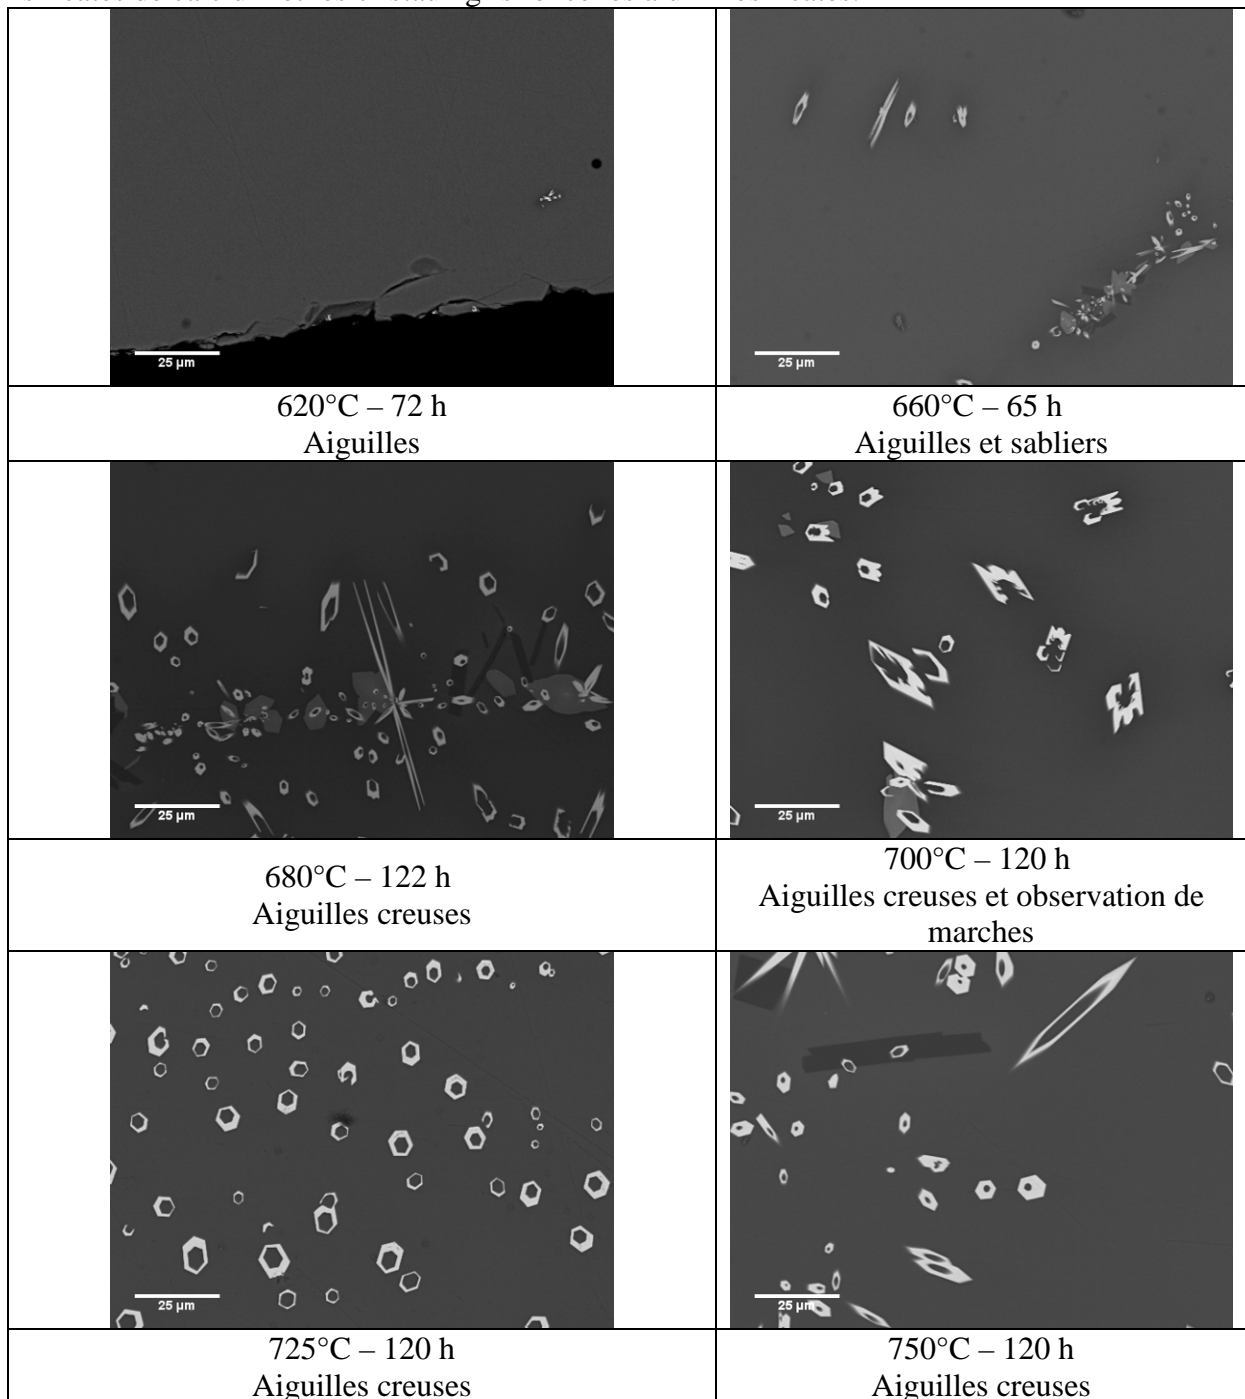 25 µm
25 µm
620°C – 72 h
Aiguilles
660°C – 65 h
Aiguilles et sabliers
25 µm
25 µm
680°C – 122 h
Aiguilles creuses
700°C – 120 h
Aiguilles creuses et observation de
marches
25 µm
25 µm
725°C – 120 h
Aiguilles creuses
750°C – 120 h
Aiguilles creuses